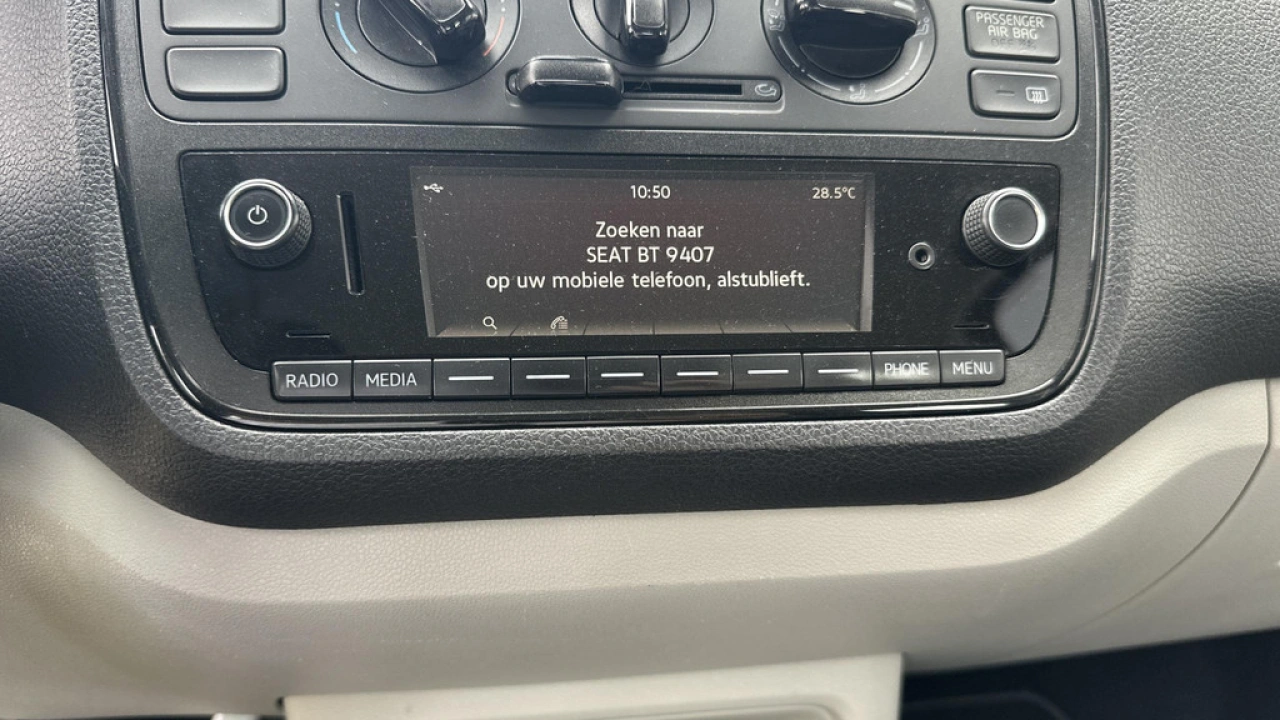 PASSENGER
AIR BAG
10:50
28.5°C
Zoeken naar
SEAT BT 9407
op uw mobiele telefoon, alstublieft.
RADIO
MEDIA
PHONE
MENU